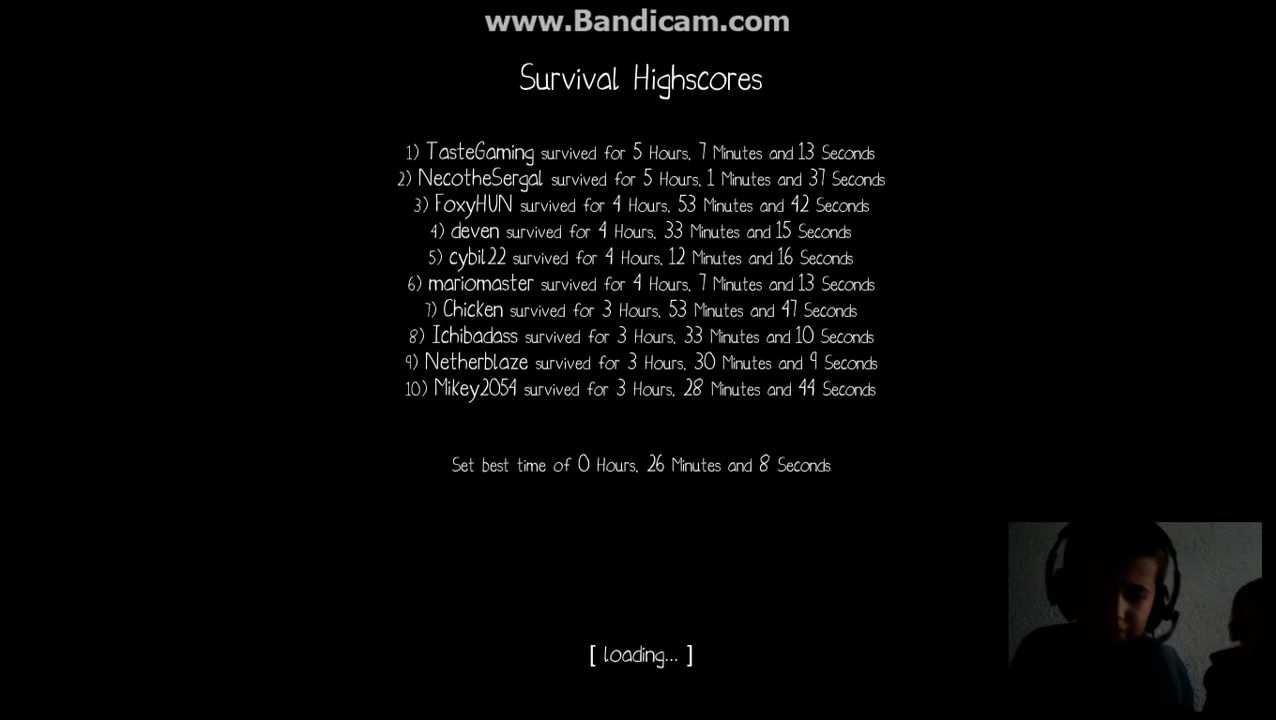 www.Bandicam.com
Survival Highscores
1) TasteGaming survived for 5 Hours, 7 Minutes and 13 Seconds
2) NecotheSergal survived for 5 Hours, 1 Minutes and 37 Seconds
3) FoxyHUN survived for 4 Hours, 53 Minutes and 42 Seconds
4) deven survived for 4 Hours, 33 Minutes and 15 Seconds
5) cybil22 survived for 4 Hours, 12 Minutes and 16 Seconds
6) mariomaster survived for 4 Hours, 7 Minutes and 13 Seconds
7) Chicken survived for 3 Hours, 53 Minutes and 47 Seconds
8) Ichibadass survived for 3 Hours, 33 Minutes and 10 Seconds
9) Netherblaze survived for 3 Hours, 30 Minutes and 9 Seconds
10) Mikey2054 survived for 3 Hours, 28 Minutes and 44 Seconds
Set best time of 0 Hours, 26 Minutes and 8 Seconds
[ loading... ]